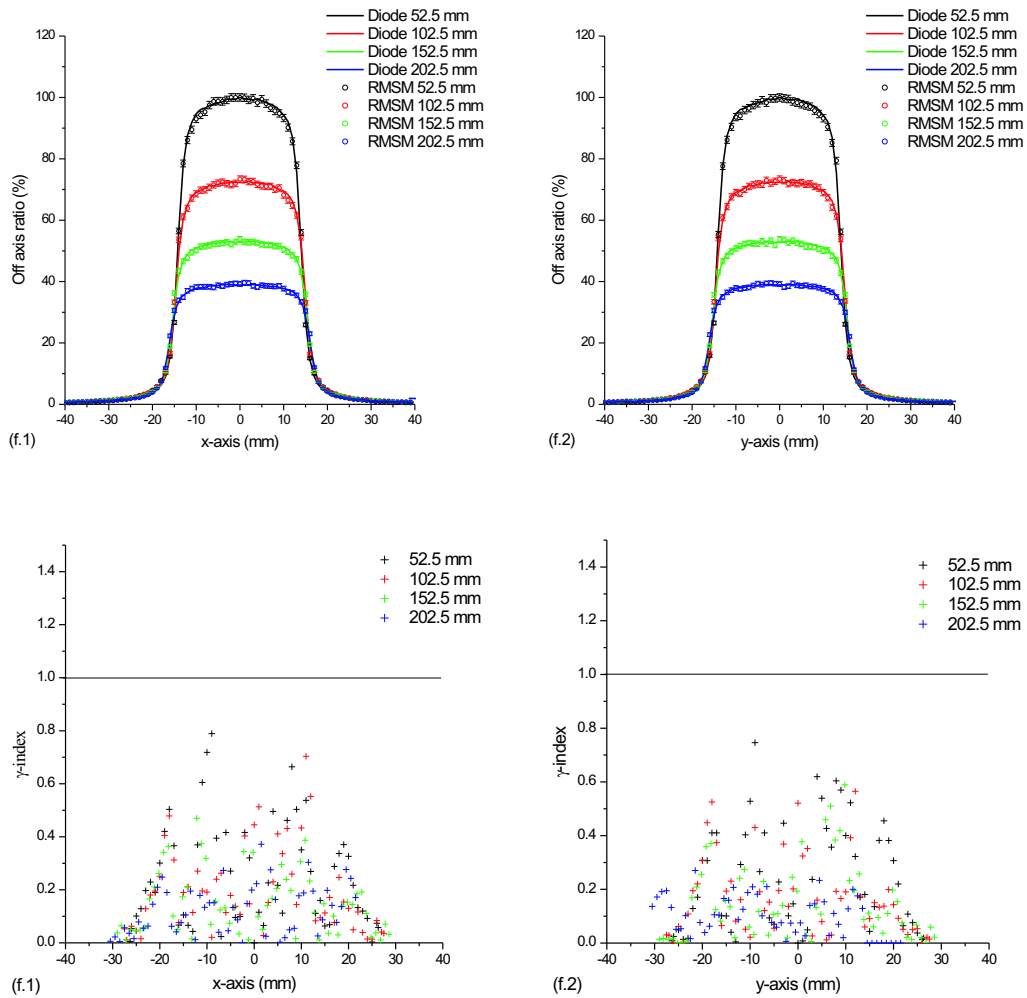 Diode 52.5 mm
Diode 102.5 mm
Diode 152.5 mm
Diode 202.5 mm
RMSM 52.5 mm
RMSM 102.5 mm
RMSM 152.5 mm
RMSM 202.5 mm
120
100
80
60
40
20
0
Off axis ratio (%)
-40 -30 -20 -10 0 10 20 30 40
x-axis (mm)
(f.1)
Diode 52.5 mm
Diode 102.5 mm
Diode 152.5 mm
Diode 202.5 mm
RMSM 52.5 mm
RMSM 102.5 mm
RMSM 152.5 mm
RMSM 202.5 mm
120
100
80
60
40
20
0
Off axis ratio (%)
-40 -30 -20 -10 0 10 20 30 40
y-axis (mm)
(f.2)
52.5 mm
102.5 mm
152.5 mm
202.5 mm
1.4
1.2
1.0
0.8
0.6
0.4
0.2
0.0
γ-index
-40 -30 -20 -10 0 10 20 30 40
x-axis (mm)
(f.1)
52.5 mm
102.5 mm
152.5 mm
202.5 mm
1.4
1.2
1.0
0.8
0.6
0.4
0.2
0.0
γ-index
-40 -30 -20 -10 0 10 20 30 40
y-axis (mm)
(f.2)